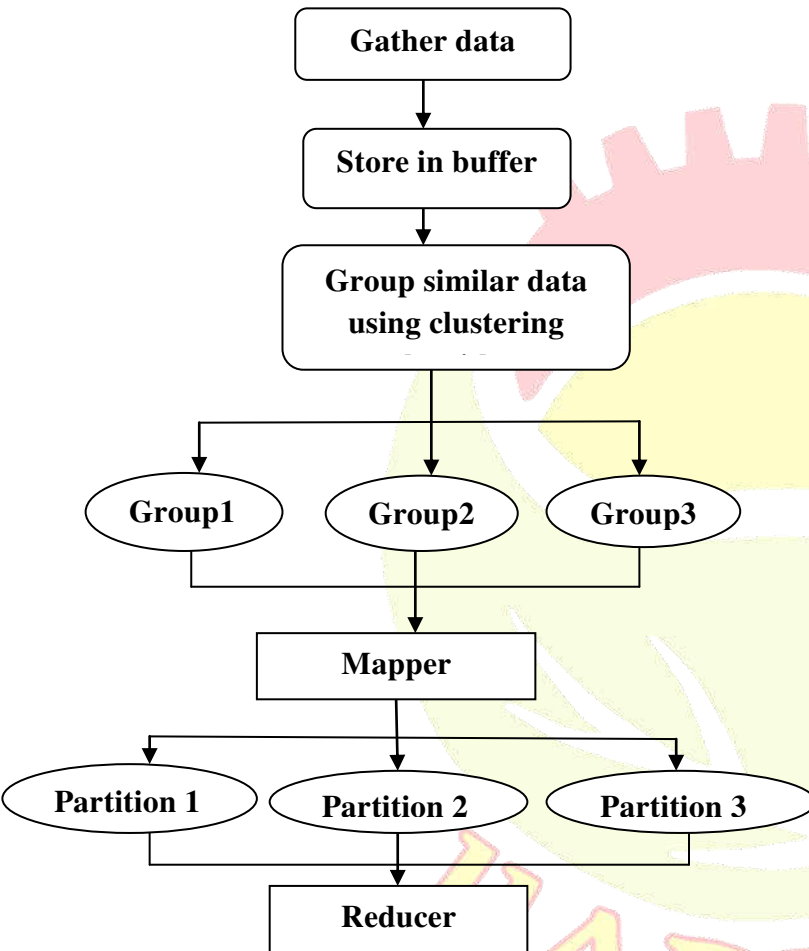 Gather data
Store in buffer
Group similar data
using clustering
Group1
Group2
Group3
Mapper
Partition 1
Partition 2
Partition 3
Reducer